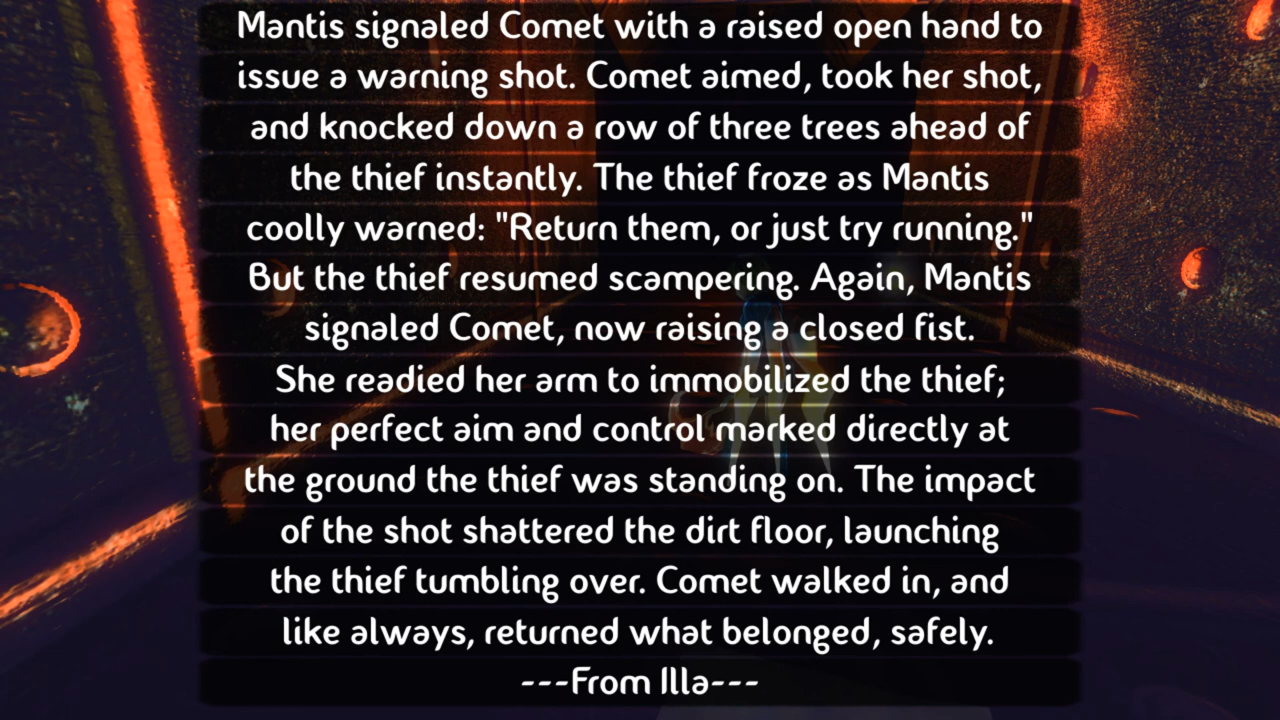 Mantis signaled Comet with a raised open hand to
issue a warning shot. Comet aimed, took her shot,
and knocked down a row of three trees ahead of
the thief instantly. The thief froze as Mantis
coolly warned: "Return them, or just try running."
But the thief resumed scampering. Again, Mantis
signaled Comet, now raising a closed fist.
She readied her arm to immobilized the thief;
her perfect aim and control marked directly at
the ground the thief was standing on. The impact
of the shot shattered the dirt floor, launching
the thief tumbling over. Comet walked in, and
like always, returned what belonged, safely.
---From Illa---